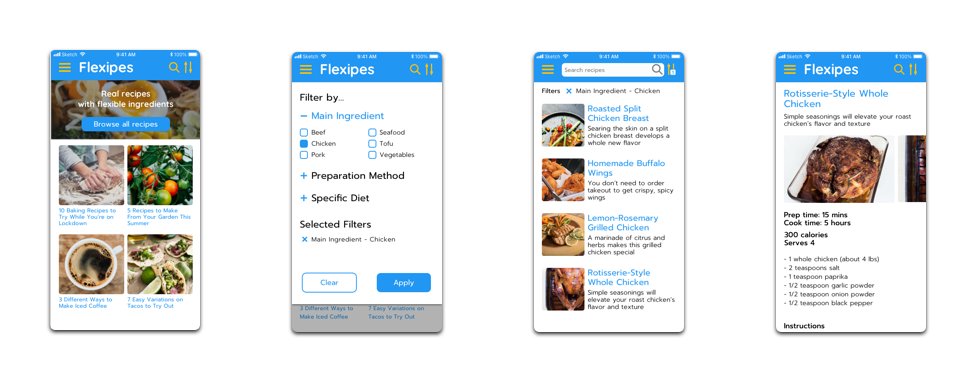 Sketch 9:41 AM 100%
Flexipes
Real recipes
with flexible ingredients
Browse all recipes
10 Baking Recipes to
Try While You're on
Lockdown
5 Recipes to Make
From Your Garden This
Summer
3 Different Ways to
Make Iced Coffee
7 Easy Variations on
Tacos to Try Out
Sketch 9:41 AM 100%
Flexipes
Filter by...
− Main Ingredient
Beef Seafood
Chicken Tofu
Pork Vegetables
+ Preparation Method
+ Specific Diet
Selected Filters
× Main Ingredient - Chicken
Clear Apply
3 Different Ways to
Make Iced Coffee
7 Easy Variations on
Tacos to Try Out
Sketch 9:41 AM 100%
Search recipes
Filters × Main Ingredient - Chicken
Roasted Split
Chicken Breast
Searing the skin on a split
chicken breast develops a
whole new flavor
Homemade Buffalo
Wings
You don't need to order
takeout to get crispy, spicy
wings
Lemon-Rosemary
Grilled Chicken
A marinade of citrus and
herbs makes this grilled
chicken special
Rotisserie-Style
Whole Chicken
Simple seasonings will
elevate your roast chicken's
flavor and texture
Sketch 9:41 AM 100%
Flexipes
Rotisserie-Style Whole
Chicken
Simple seasonings will elevate your roast
chicken's flavor and texture
Prep time: 15 mins
Cook time: 5 hours
300 calories
Serves 4
- 1 whole chicken (about 4 lbs)
- 2 teaspoons salt
- 1 teaspoon paprika
- 1/2 teaspoon garlic powder
- 1/2 teaspoon onion powder
- 1/2 teaspoon black pepper
Instructions